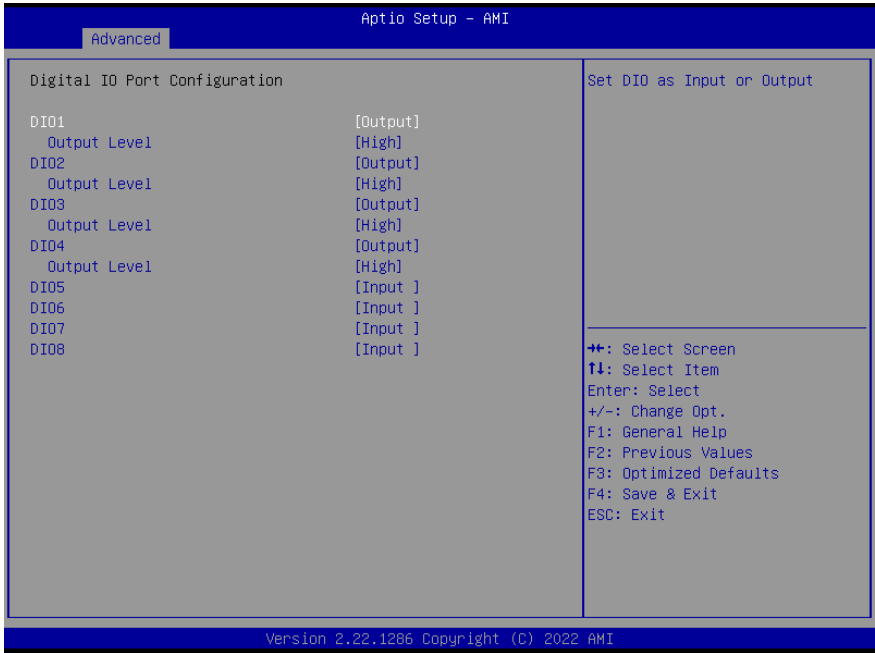 Aptio Setup - AMI
Advanced
Digital IO Port Configuration
DIO1 [Output]
Output Level [High]
DIO2 [Output]
Output Level [High]
DIO3 [Output]
Output Level [High]
DIO4 [Output]
Output Level [High]
DIO5 [Input ]
DIO6 [Input ]
DIO7 [Input ]
DIO8 [Input ]
Set DIO as Input or Output
→←: Select Screen
↑↓: Select Item
Enter: Select
+/-: Change Opt.
F1: General Help
F2: Previous Values
F3: Optimized Defaults
F4: Save & Exit
ESC: Exit
Version 2.22.1286 Copyright (C) 2022 AMI